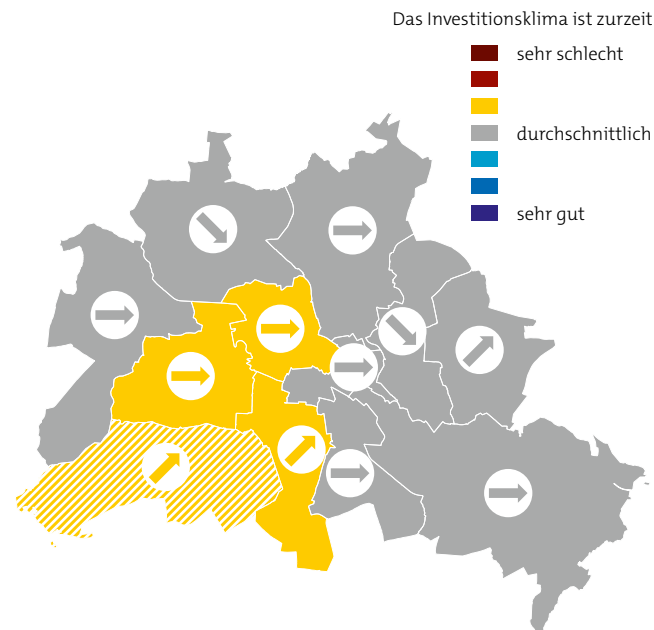 Das Investitionsklima ist zurzeit
sehr schlecht
durchschnittlich
sehr gut